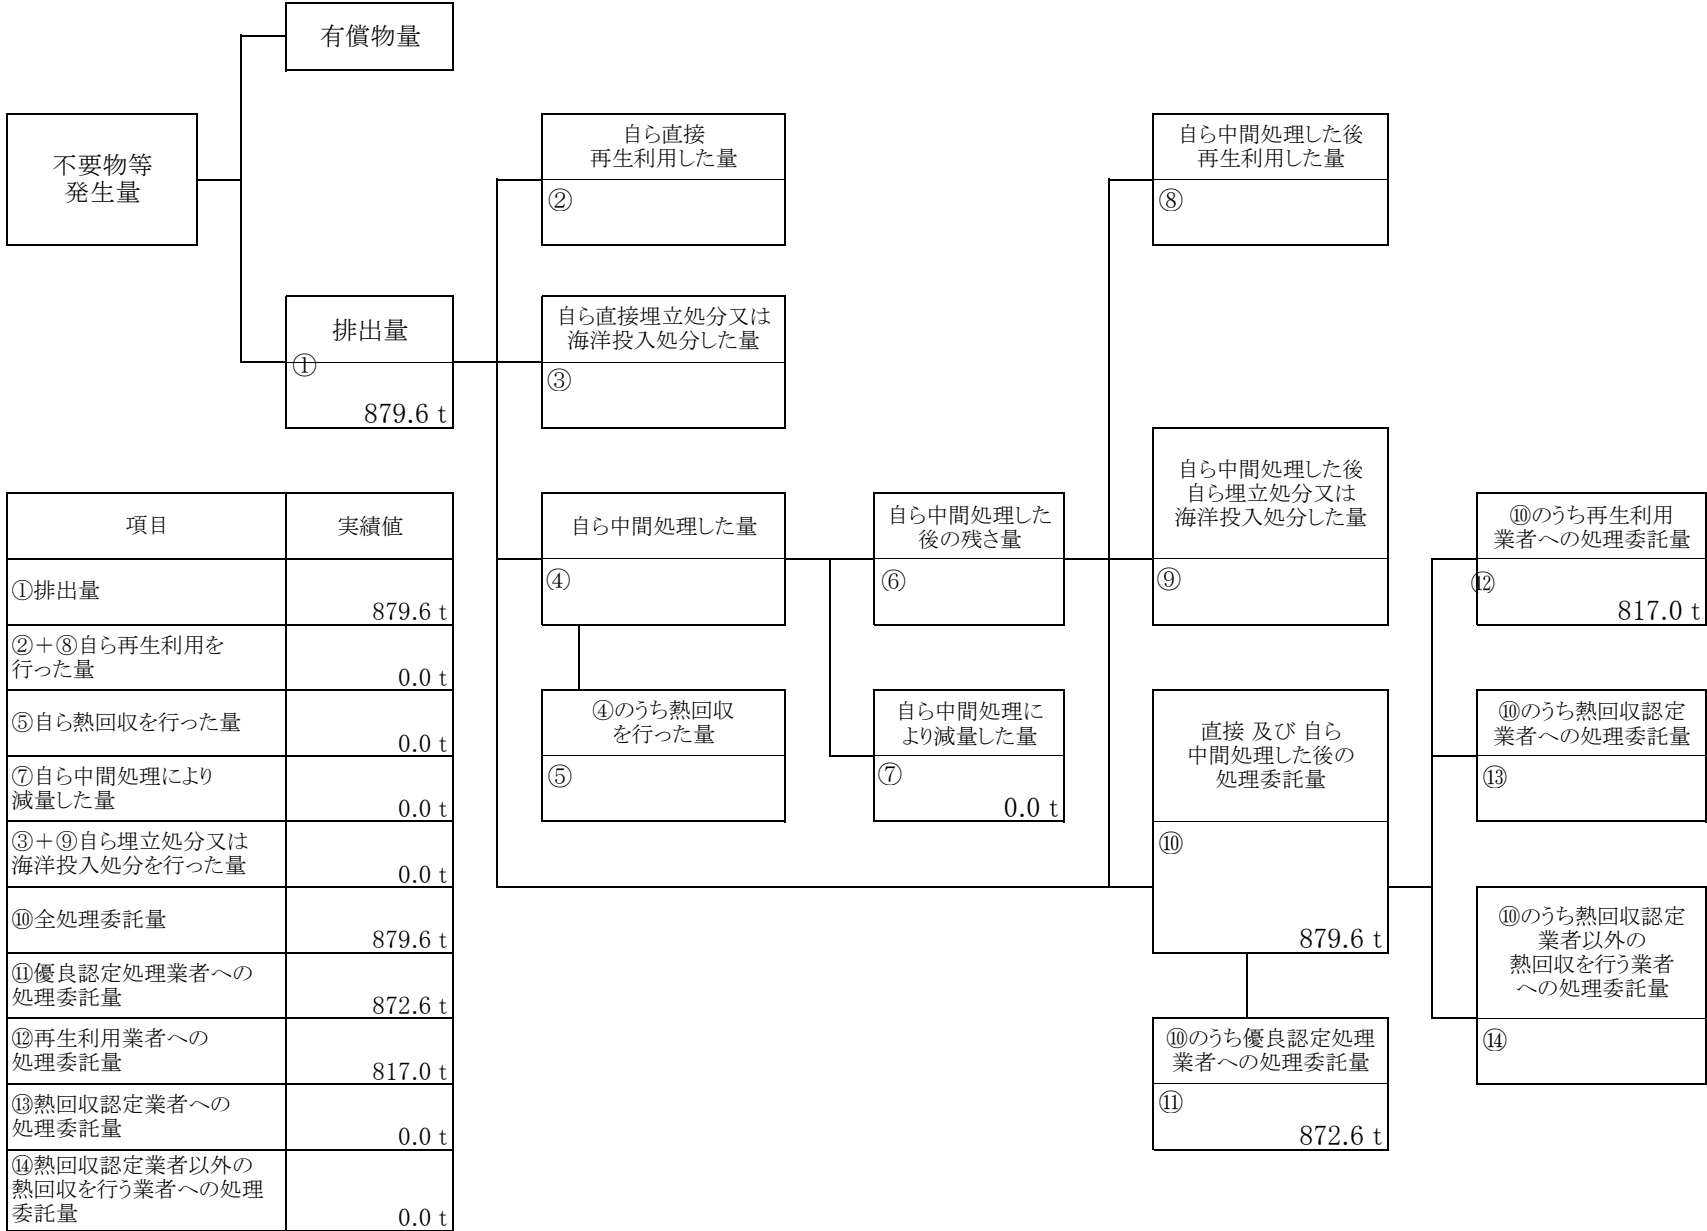 有償物量
不要物等
発生量
排出量
①
879.6 t
自ら直接
再生利用した量
②
自ら直接埋立処分又は
海洋投入処分した量
③
自ら中間処理した量
④
④のうち熱回収
を行った量
⑤
自ら中間処理した
後の残さ量
⑥
自ら中間処理に
より減量した量
⑦
0.0 t
自ら中間処理した後
再生利用した量
⑧
自ら中間処理した後
自ら埋立処分又は
海洋投入処分した量
⑨
直接 及び 自ら
中間処理した後の
処理委託量
⑩
879.6 t
⑩のうち優良認定処理
業者への処理委託量
⑪
872.6 t
⑩のうち再生利用
業者への処理委託量
⑫
817.0 t
⑩のうち熱回収認定
業者への処理委託量
⑬
⑩のうち熱回収認定
業者以外の
熱回収を行う業者
への処理委託量
⑭
項目 実績値
①排出量
879.6 t
②＋⑧自ら再生利用を
行った量
0.0 t
⑤自ら熱回収を行った量
0.0 t
⑦自ら中間処理により
減量した量
0.0 t
③＋⑨自ら埋立処分又は
海洋投入処分を行った量
0.0 t
⑩全処理委託量
879.6 t
⑪優良認定処理業者への
処理委託量
872.6 t
⑫再生利用業者への
処理委託量
817.0 t
⑬熱回収認定業者への
処理委託量
0.0 t
⑭熱回収認定業者以外の
熱回収を行う業者への処理
委託量
0.0 t